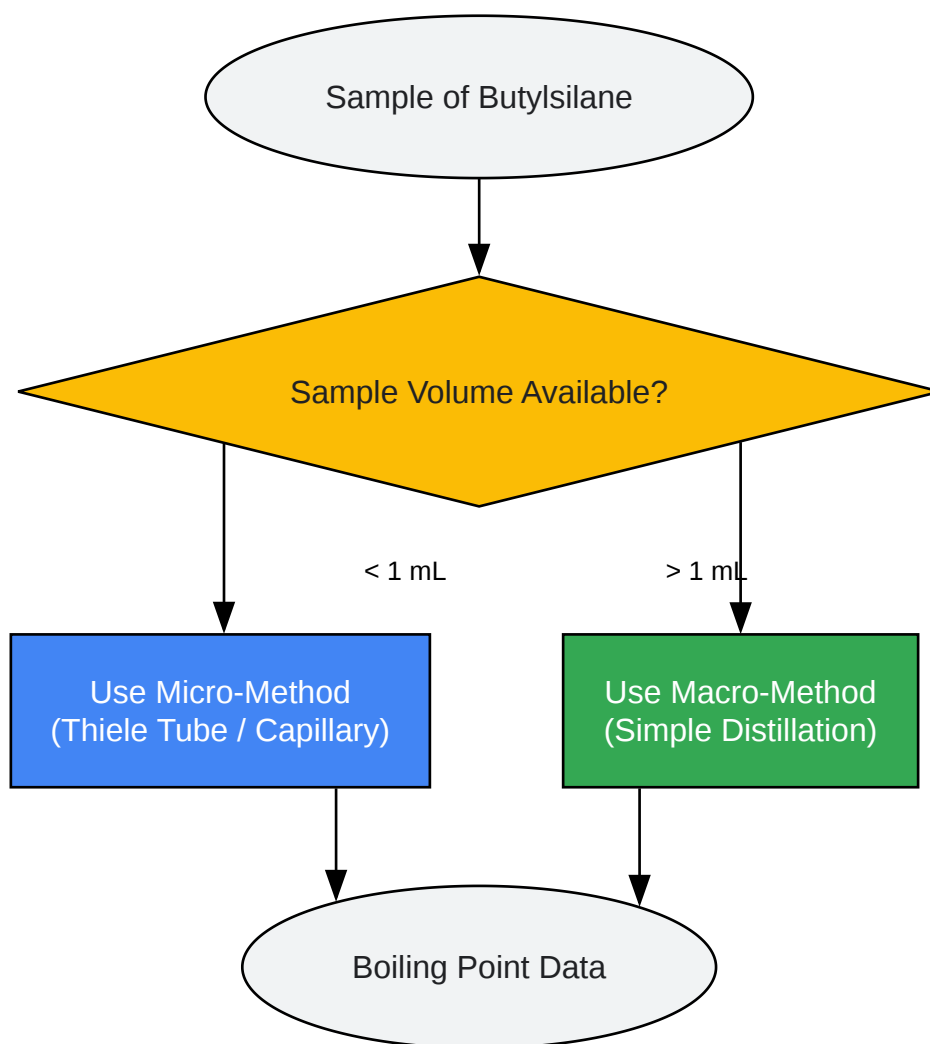 Sample of Butylsilane
Sample Volume Available?
< 1 mL
> 1 mL
Use Micro-Method
(Thiele Tube / Capillary)
Use Macro-Method
(Simple Distillation)
Boiling Point Data